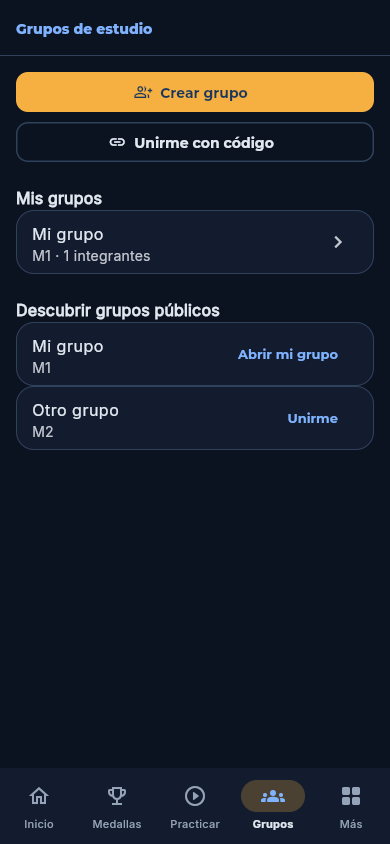 Grupos de estudio
Crear grupo
Unirme con código
Mis grupos
Mi grupo
M1 · 1 integrantes
Descubrir grupos públicos
Mi grupo
M1
Abrir mi grupo
Otro grupo
M2
Unirme
Inicio
Medallas
Practicar
Grupos
Más